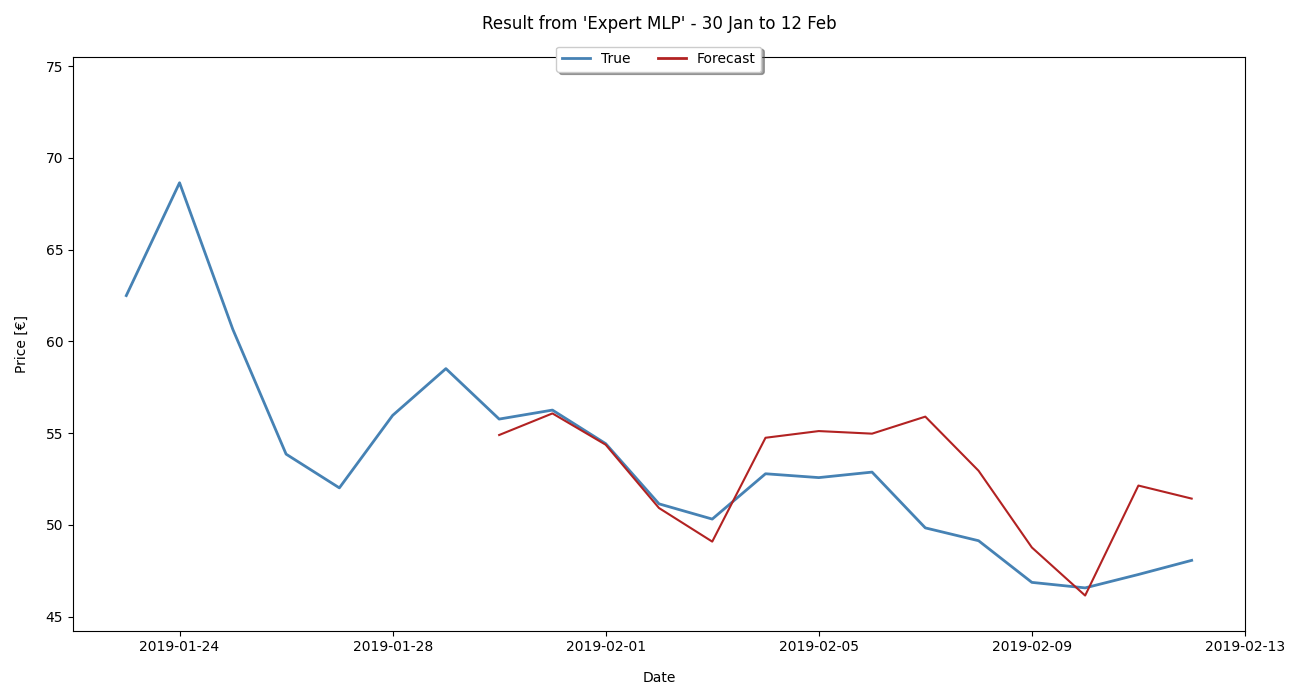 Result from 'Expert MLP' - 30 Jan to 12 Feb
True Forecast
75
70
65
60
55
50
45
Price [€]
2019-01-24 2019-01-28 2019-02-01 2019-02-05 2019-02-09 2019-02-13
Date